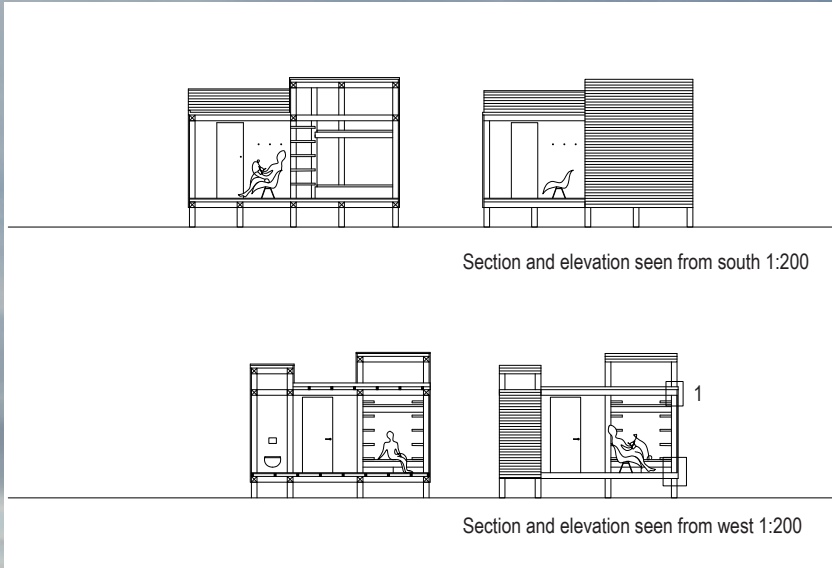 Section and elevation seen from south 1:200
1
Section and elevation seen from west 1:200